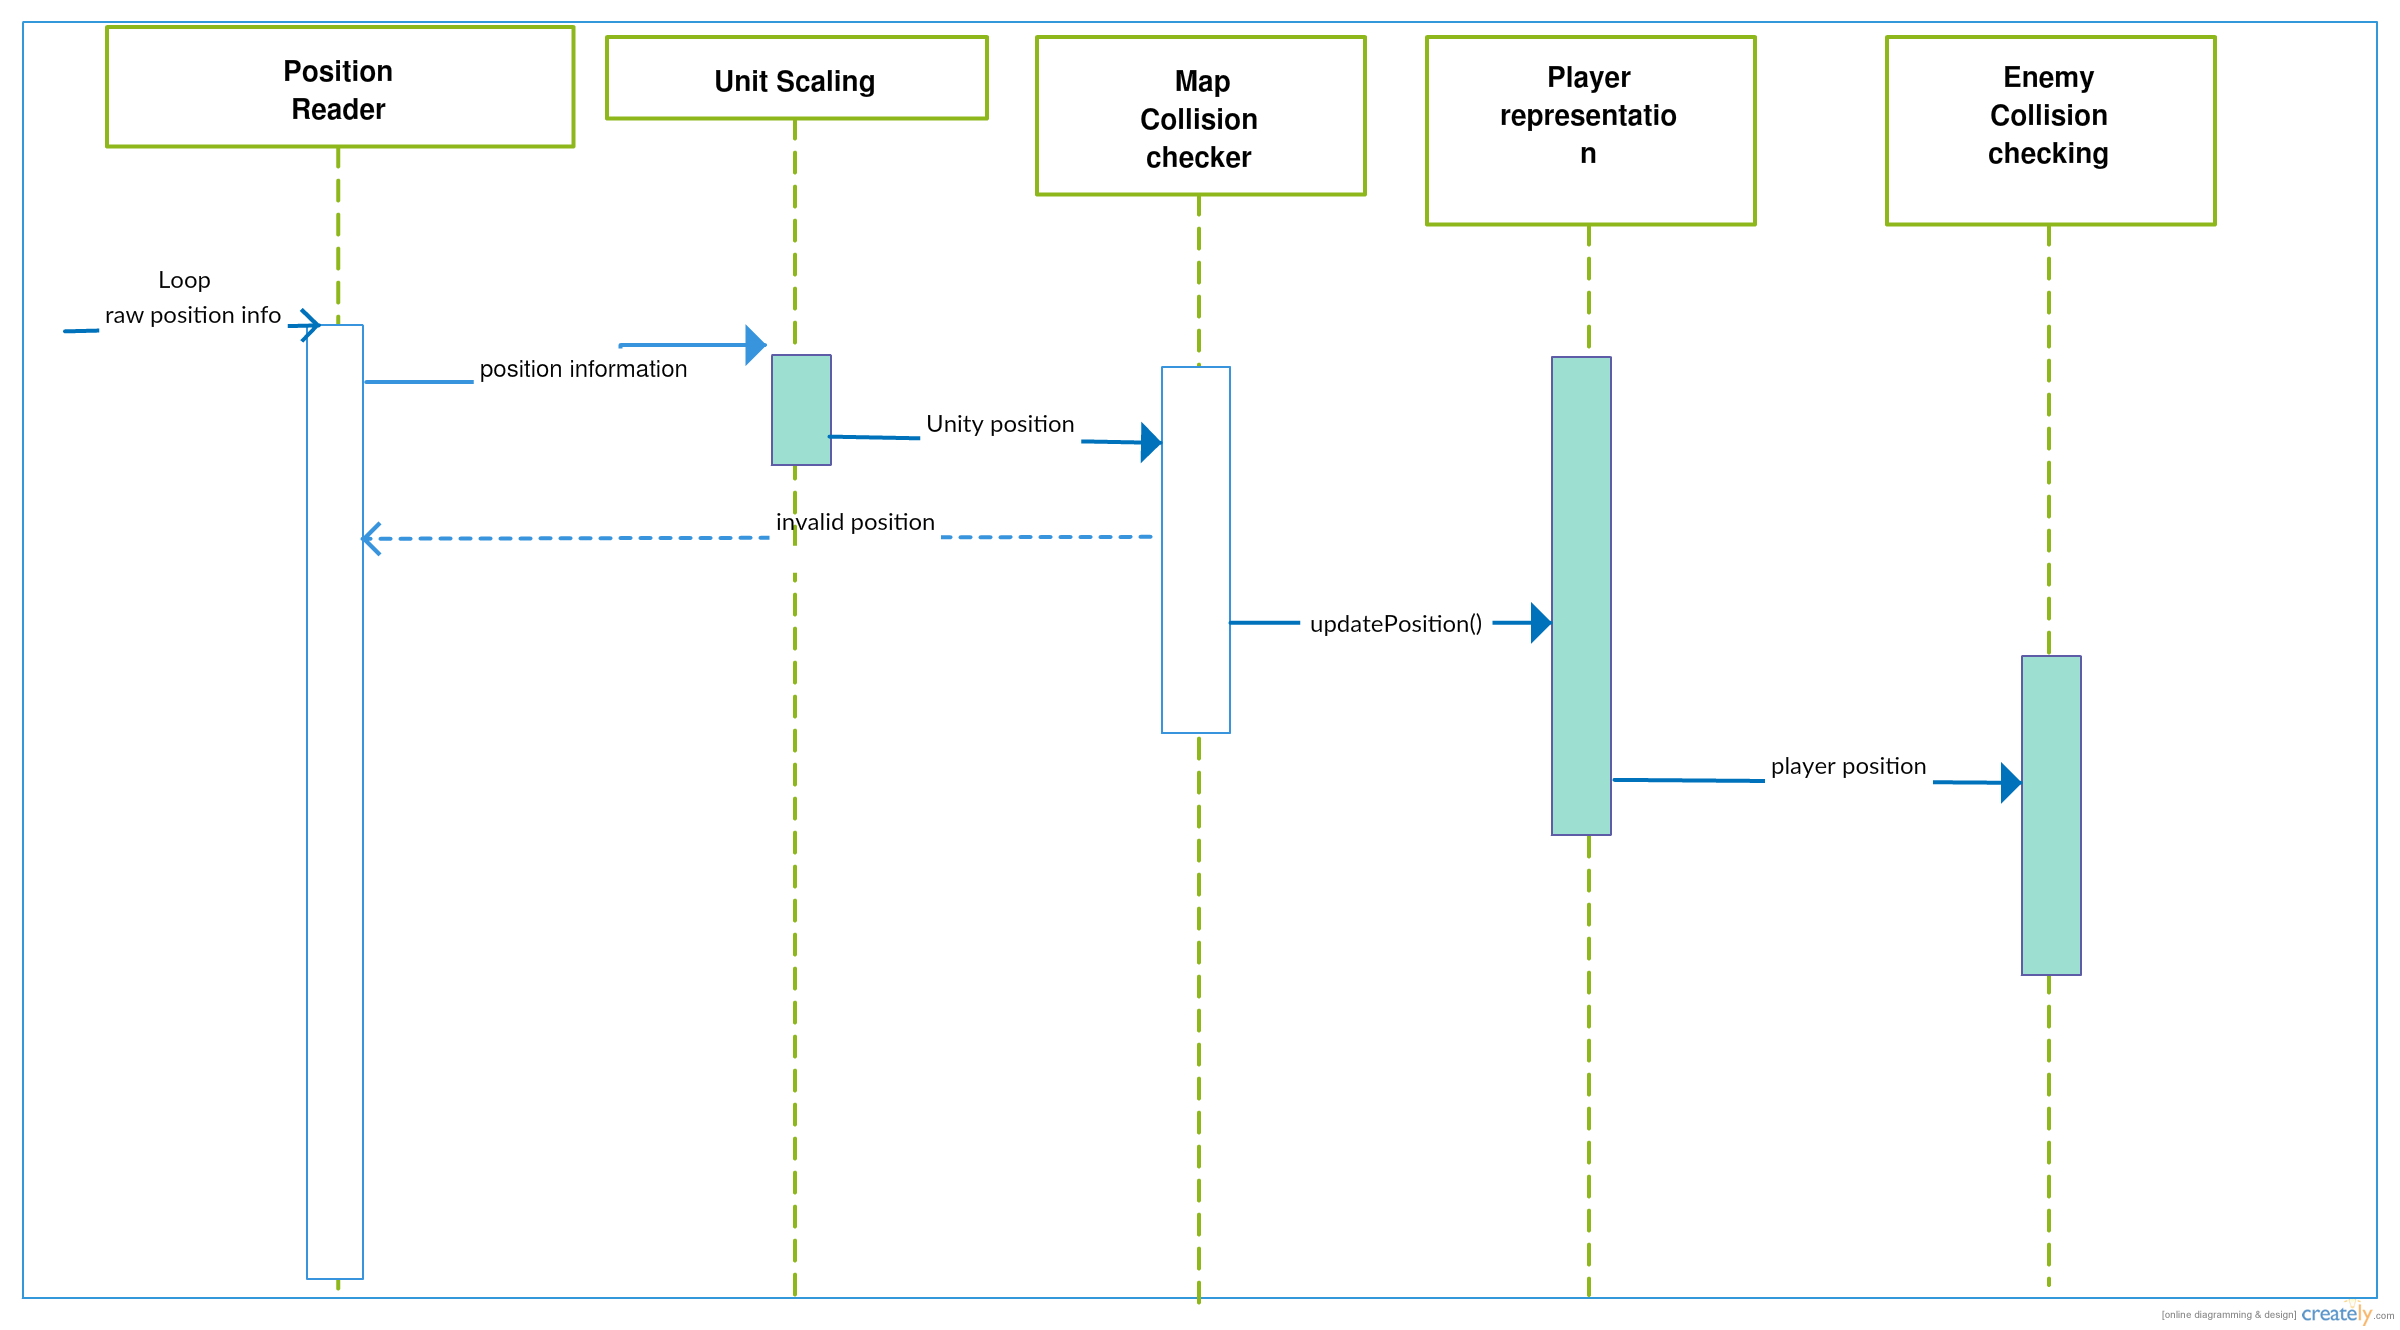 Position
Reader
Unit Scaling
Map
Collision
checker
Player
representatio
n
Enemy
Collision
checking
Loop
raw position info
position information
Unity position
invalid position
updatePosition()
player position
[online diagramming & design] creately.com